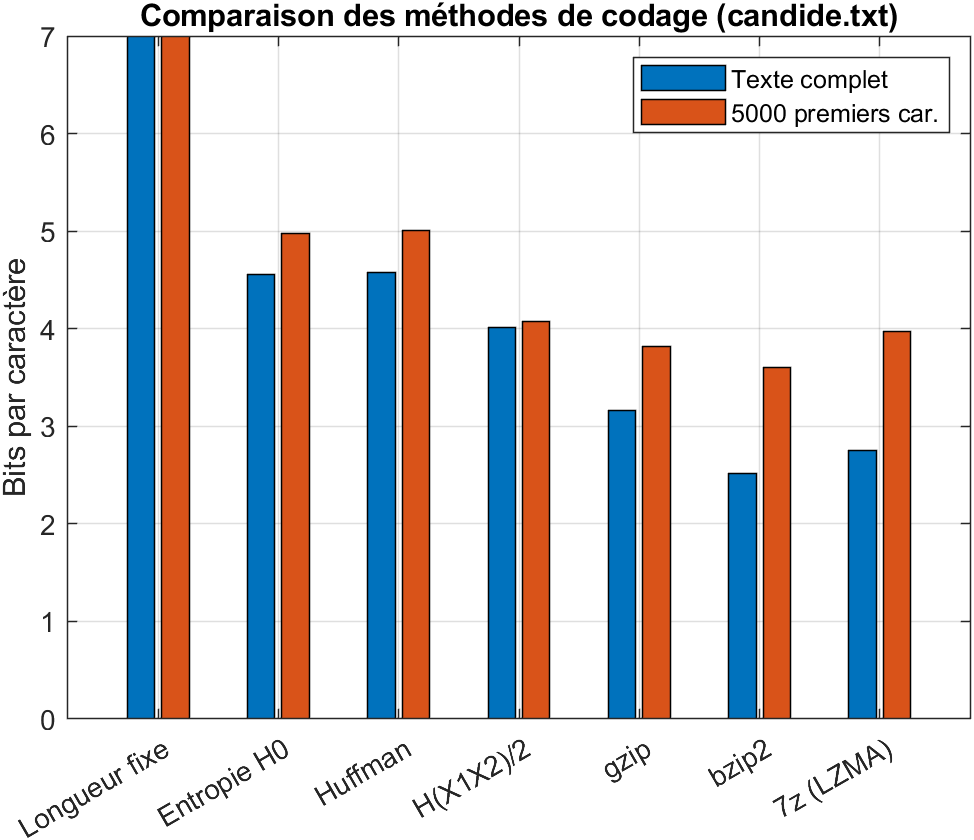 Comparaison des méthodes de codage (candide.txt)
Texte complet
5000 premiers car.
Bits par caractère
7
6
5
4
3
2
1
0
Longueur fixe
Entropie H0
Huffman
H(X1X2)/2
gzip
bzip2
7z (LZMA)